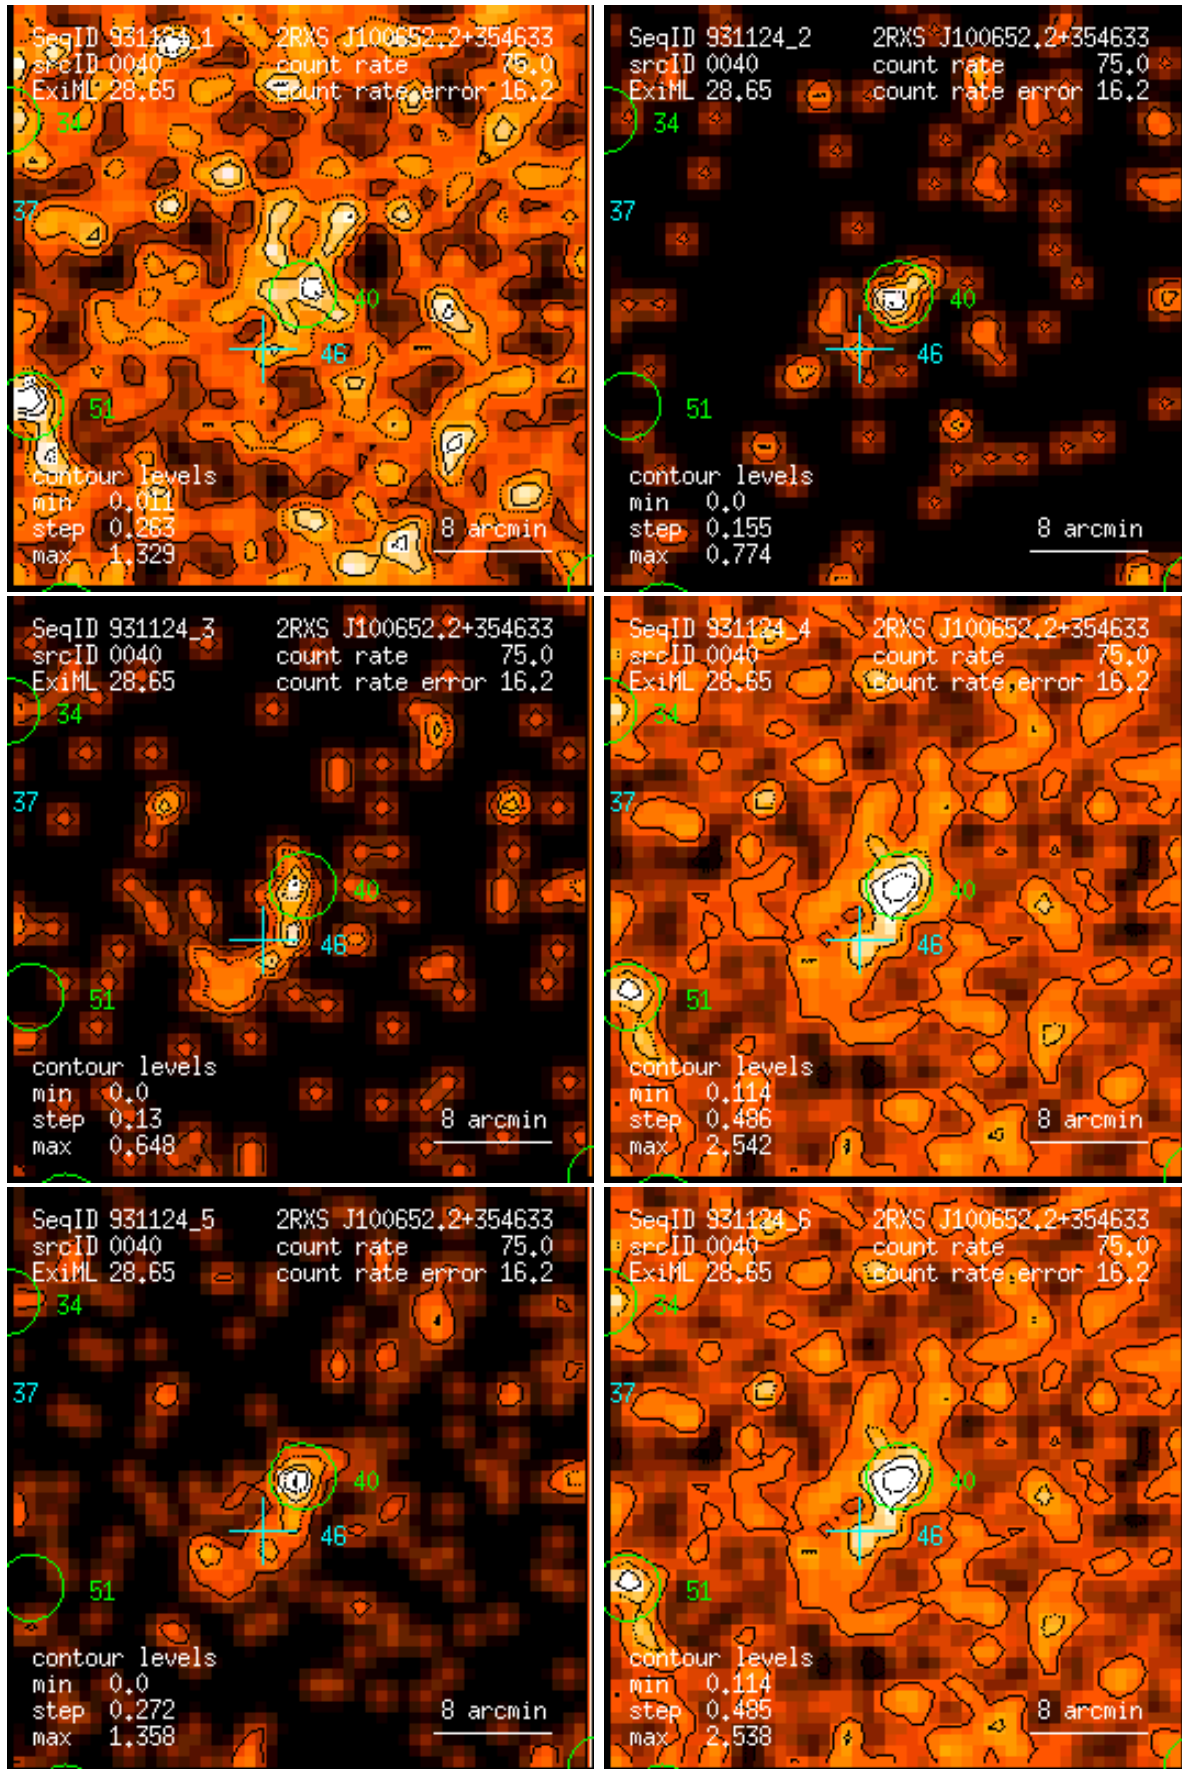 SeqID 931124_1 2RXS J100652.2+354633
srcID 0040 count rate 75.0
ExiML 28.65 count rate error 16.2
34
37
40
46
51
contour levels
min 0.011
step 0.263
max 1.329
8 arcmin
SeqID 931124_2 2RXS J100652.2+354633
srcID 0040 count rate 75.0
ExiML 28.65 count rate error 16.2
34
37
40
46
51
contour levels
min 0.0
step 0.155
max 0.774
8 arcmin
SeqID 931124_3 2RXS J100652.2+354633
srcID 0040 count rate 75.0
ExiML 28.65 count rate error 16.2
34
37
40
46
51
contour levels
min 0.0
step 0.13
max 0.648
8 arcmin
SeqID 931124_4 2RXS J100652.2+354633
srcID 0040 count rate 75.0
ExiML 28.65 count rate error 16.2
34
37
40
46
51
contour levels
min 0.114
step 0.486
max 2.542
8 arcmin
SeqID 931124_5 2RXS J100652.2+354633
srcID 0040 count rate 75.0
ExiML 28.65 count rate error 16.2
34
37
40
46
51
contour levels
min 0.0
step 0.272
max 1.358
8 arcmin
SeqID 931124_6 2RXS J100652.2+354633
srcID 0040 count rate 75.0
ExiML 28.65 count rate error 16.2
34
37
40
46
51
contour levels
min 0.114
step 0.485
max 2.538
8 arcmin